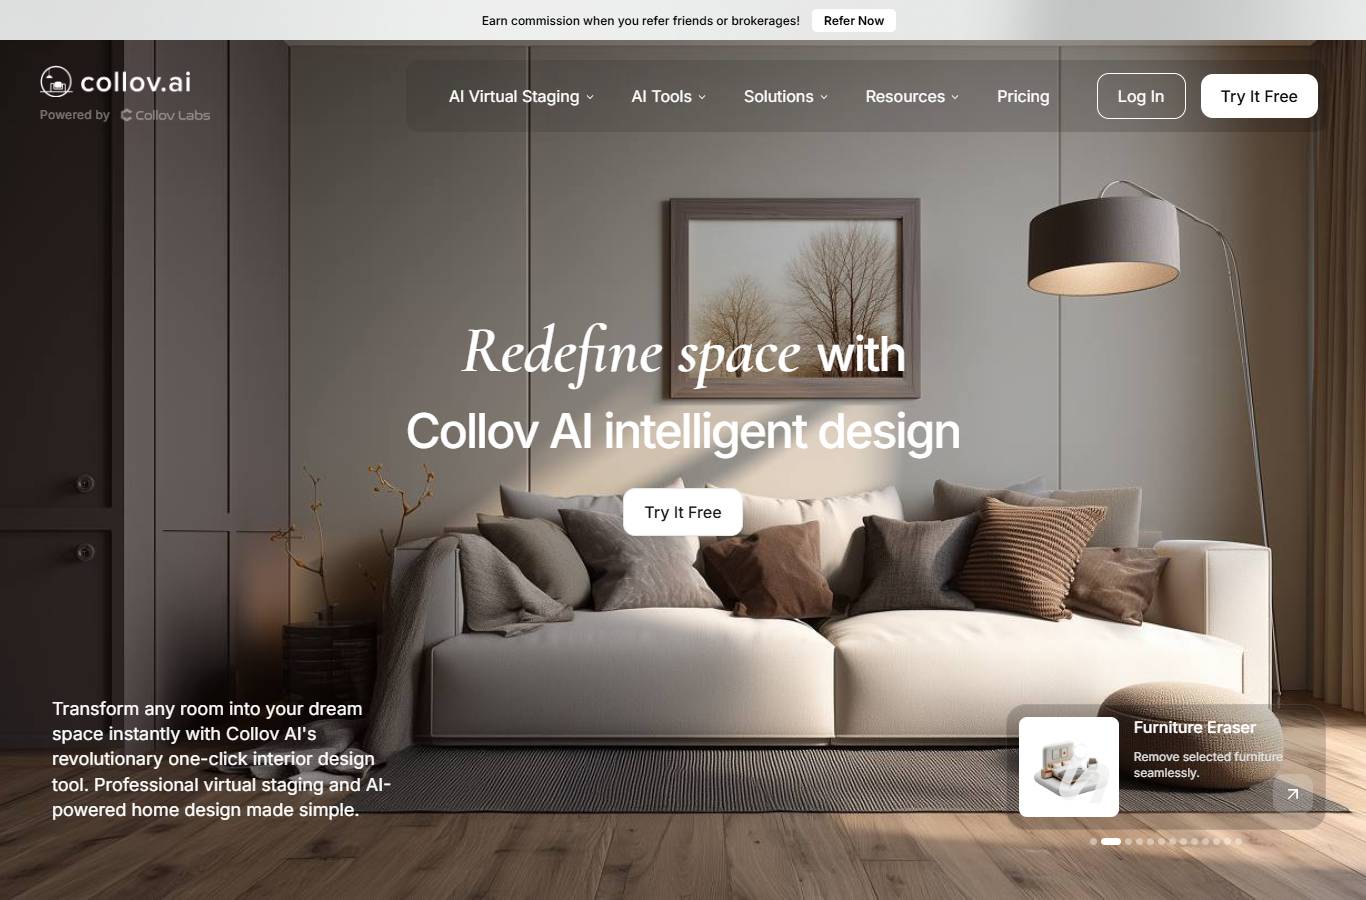 Earn commission when you refer friends or brokerages! Refer Now
collov.ai
Powered by Collov Labs
AI Virtual Staging AI Tools Solutions Resources Pricing Log In Try It Free
Redefine space with
Collov AI intelligent design
Try It Free
Transform any room into your dream
space instantly with Collov AI's
revolutionary one-click interior design
tool. Professional virtual staging and AI-
powered home design made simple.
Furniture Eraser
Remove selected furniture
seamlessly.